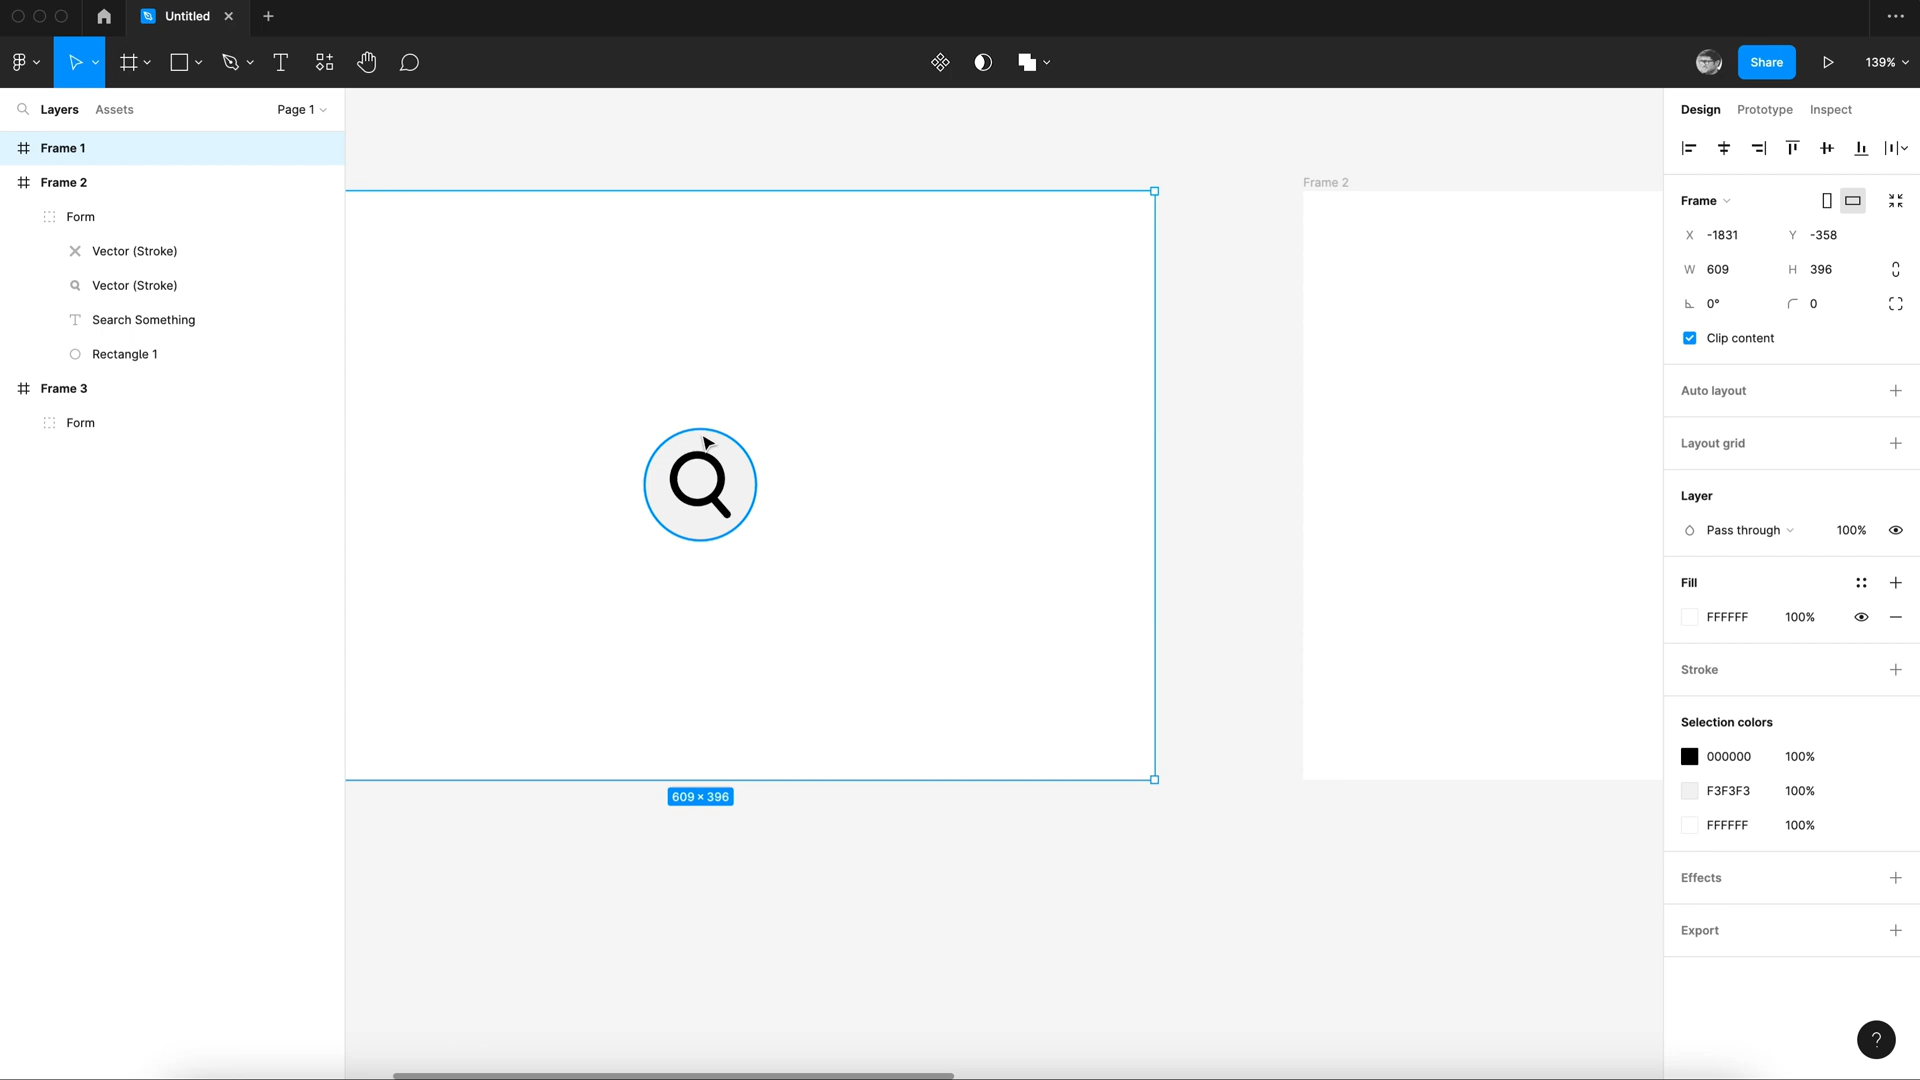 Untitled
Share
139%
Layers
Assets
Page 1
Frame 1
Frame 2
Form
Vector (Stroke)
Vector (Stroke)
Search Something
Rectangle 1
Frame 3
Form
Frame 2
609 × 396
Design
Prototype
Inspect
Frame
X -1831
Y -358
W 609
H 396
0°
0
Clip content
Auto layout
Layout grid
Layer
Pass through
100%
Fill
FFFFFF
100%
Stroke
Selection colors
000000
100%
F3F3F3
100%
FFFFFF
100%
Effects
Export
?